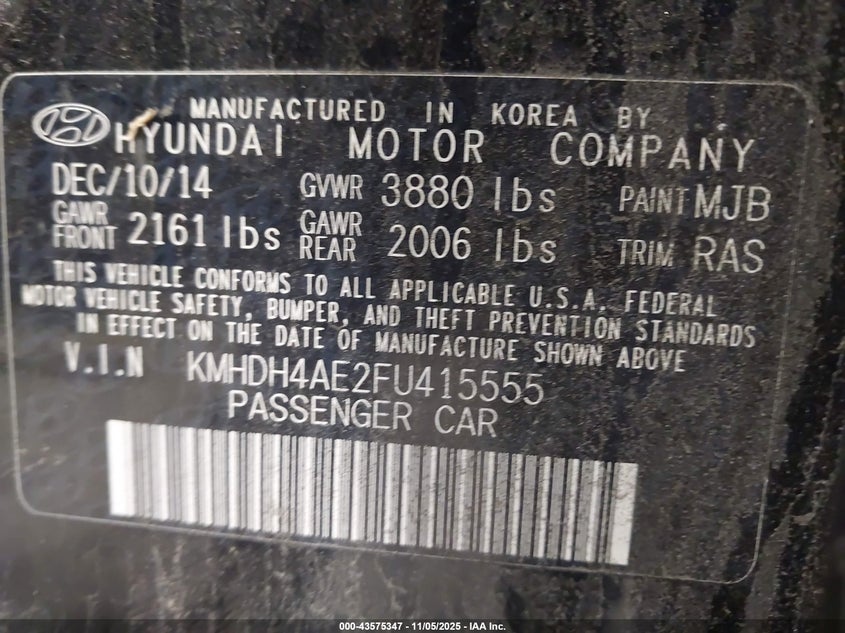 MANUFACTURED IN KOREA BY
HYUNDAI MOTOR COMPANY
DEC/10/14 GVWR 3880 lbs PAINT MJB
GAWR FRONT 2161 lbs GAWR REAR 2006 lbs TRIM RAS
THIS VEHICLE CONFORMS TO ALL APPLICABLE U.S.A. FEDERAL
MOTOR VEHICLE SAFETY, BUMPER, AND THEFT PREVENTION STANDARDS
IN EFFECT ON THE DATE OF MANUFACTURE SHOWN ABOVE
V.I.N KMHDH4AE2FU415555
PASSENGER CAR
000-43575347 - 11/05/2025 - IAA Inc.